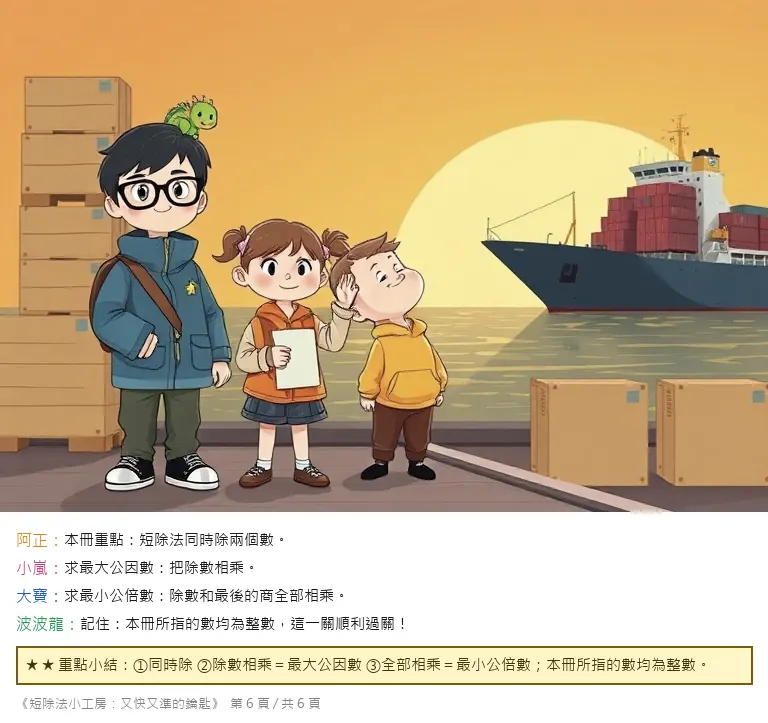 阿正：本冊重點：短除法同時除兩個數。
小嵐：求最大公因數：把除數相乘。
大寶：求最小公倍數：除數和最後的商全部相乘。
波波龍：記住：本冊所指的數均為整數，這一關順利過關！
★★重點小結：①同時除 ②除數相乘＝最大公因數 ③全部相乘＝最小公倍數；本冊所指的數均為整數。
《短除法小工房：又快又準的鑰匙》 第 6 頁 / 共 6 頁